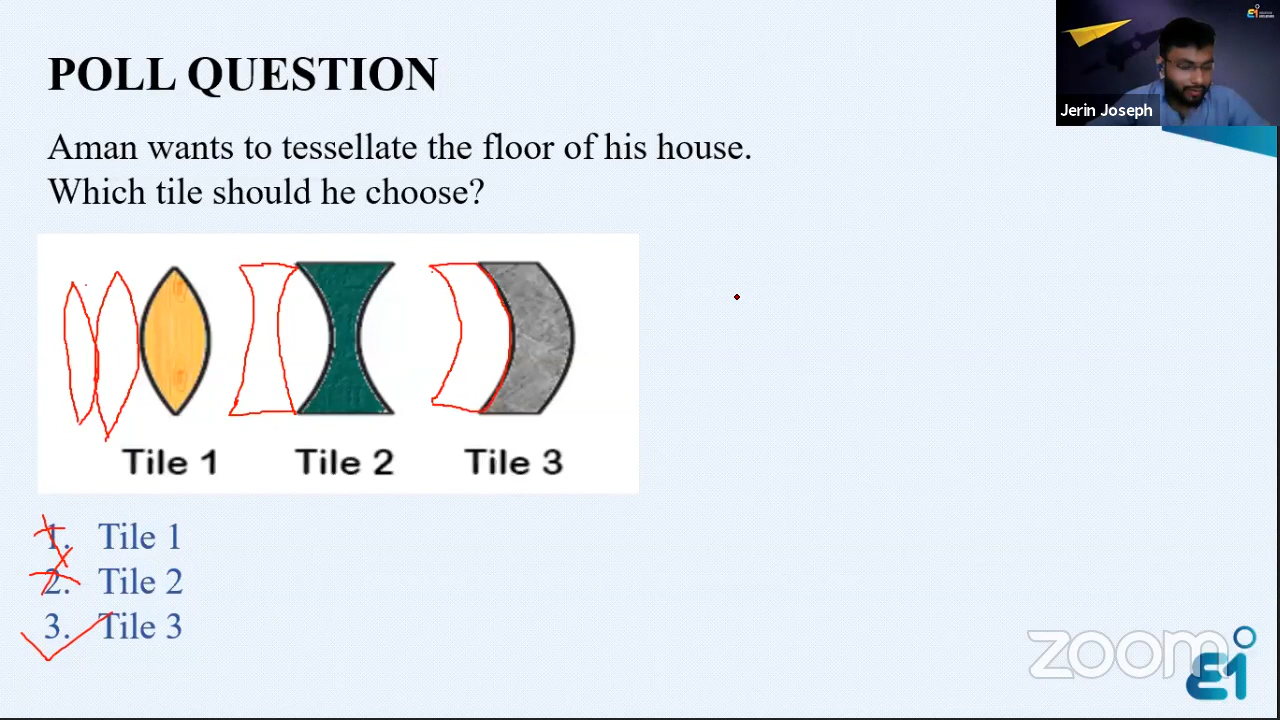 POLL QUESTION
Jerin Joseph
Aman wants to tessellate the floor of his house.
Which tile should he choose?
Tile 1 Tile 2 Tile 3
1. Tile 1
2. Tile 2
3. Tile 3
zoom
Ei